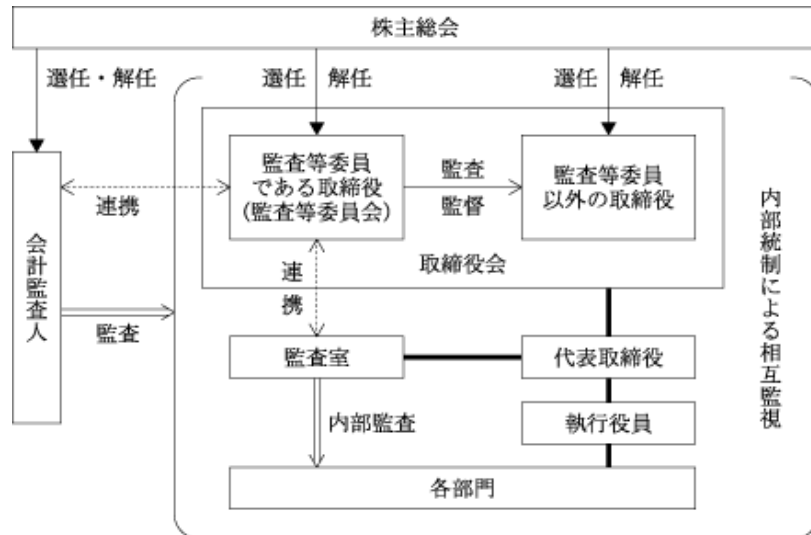 株主総会
選任・解任
選任 解任
選任 解任
監査等委員
である取締役
(監査等委員会)
監査
監督
監査等委員
以外の取締役
連携
取締役会
会計監査人
監査
連
携
監査室
代表取締役
内部監査
執行役員
各部門
内部統制による相互監視